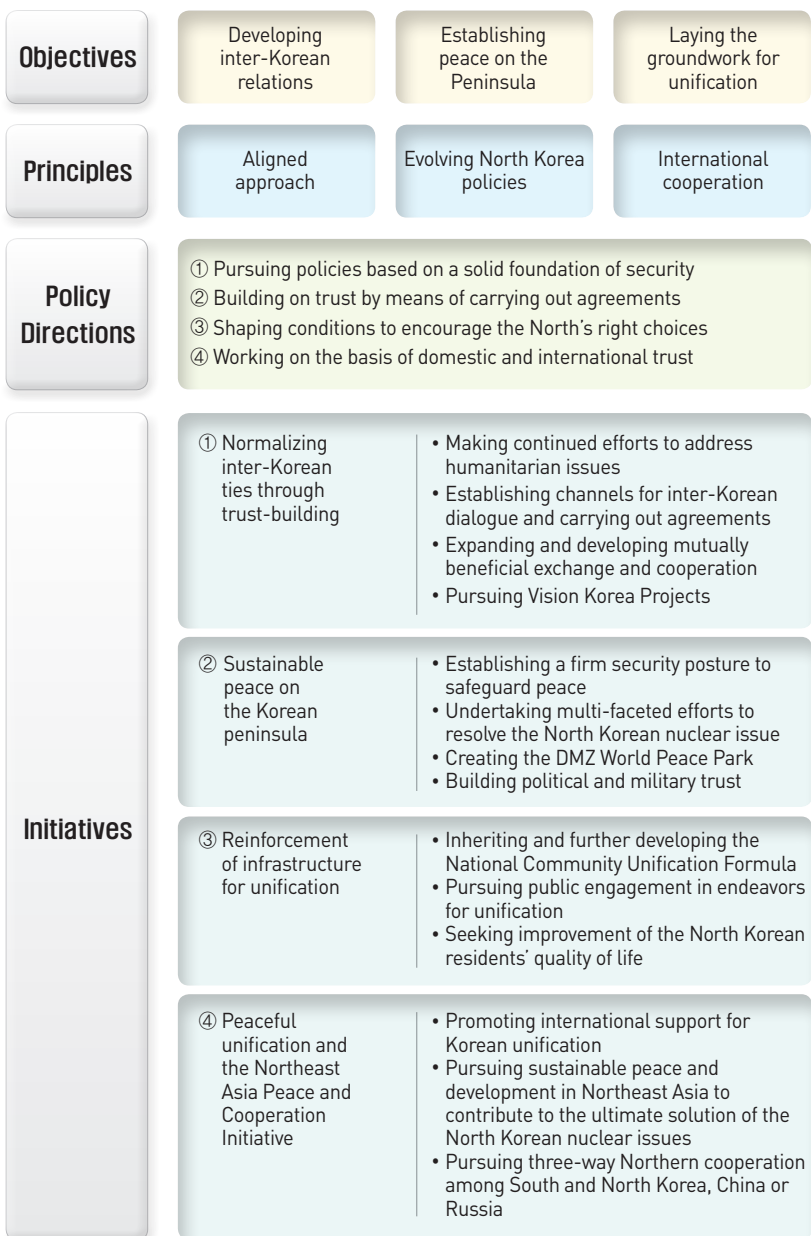 Objectives
Developing
inter-Korean
relations
Establishing
peace on the
Peninsula
Laying the
groundwork for
unification
Principles
Aligned
approach
Evolving North Korea
policies
International
cooperation
Policy
Directions
① Pursuing policies based on a solid foundation of security
② Building on trust by means of carrying out agreements
③ Shaping conditions to encourage the North's right choices
④ Working on the basis of domestic and international trust
Initiatives
① Normalizing
inter-Korean
ties through
trust-building
• Making continued efforts to address
humanitarian issues
• Establishing channels for inter-Korean
dialogue and carrying out agreements
• Expanding and developing mutually
beneficial exchange and cooperation
• Pursuing Vision Korea Projects
② Sustainable
peace on
the Korean
peninsula
• Establishing a firm security posture to
safeguard peace
• Undertaking multi-faceted efforts to
resolve the North Korean nuclear issue
• Creating the DMZ World Peace Park
• Building political and military trust
③ Reinforcement
of infrastructure
for unification
• Inheriting and further developing the
National Community Unification Formula
• Pursuing public engagement in endeavors
for unification
• Seeking improvement of the North Korean
residents' quality of life
④ Peaceful
unification and
the Northeast
Asia Peace and
Cooperation
Initiative
• Promoting international support for
Korean unification
• Pursuing sustainable peace and
development in Northeast Asia to
contribute to the ultimate solution of the
North Korean nuclear issues
• Pursuing three-way Northern cooperation
among South and North Korea, China or
Russia